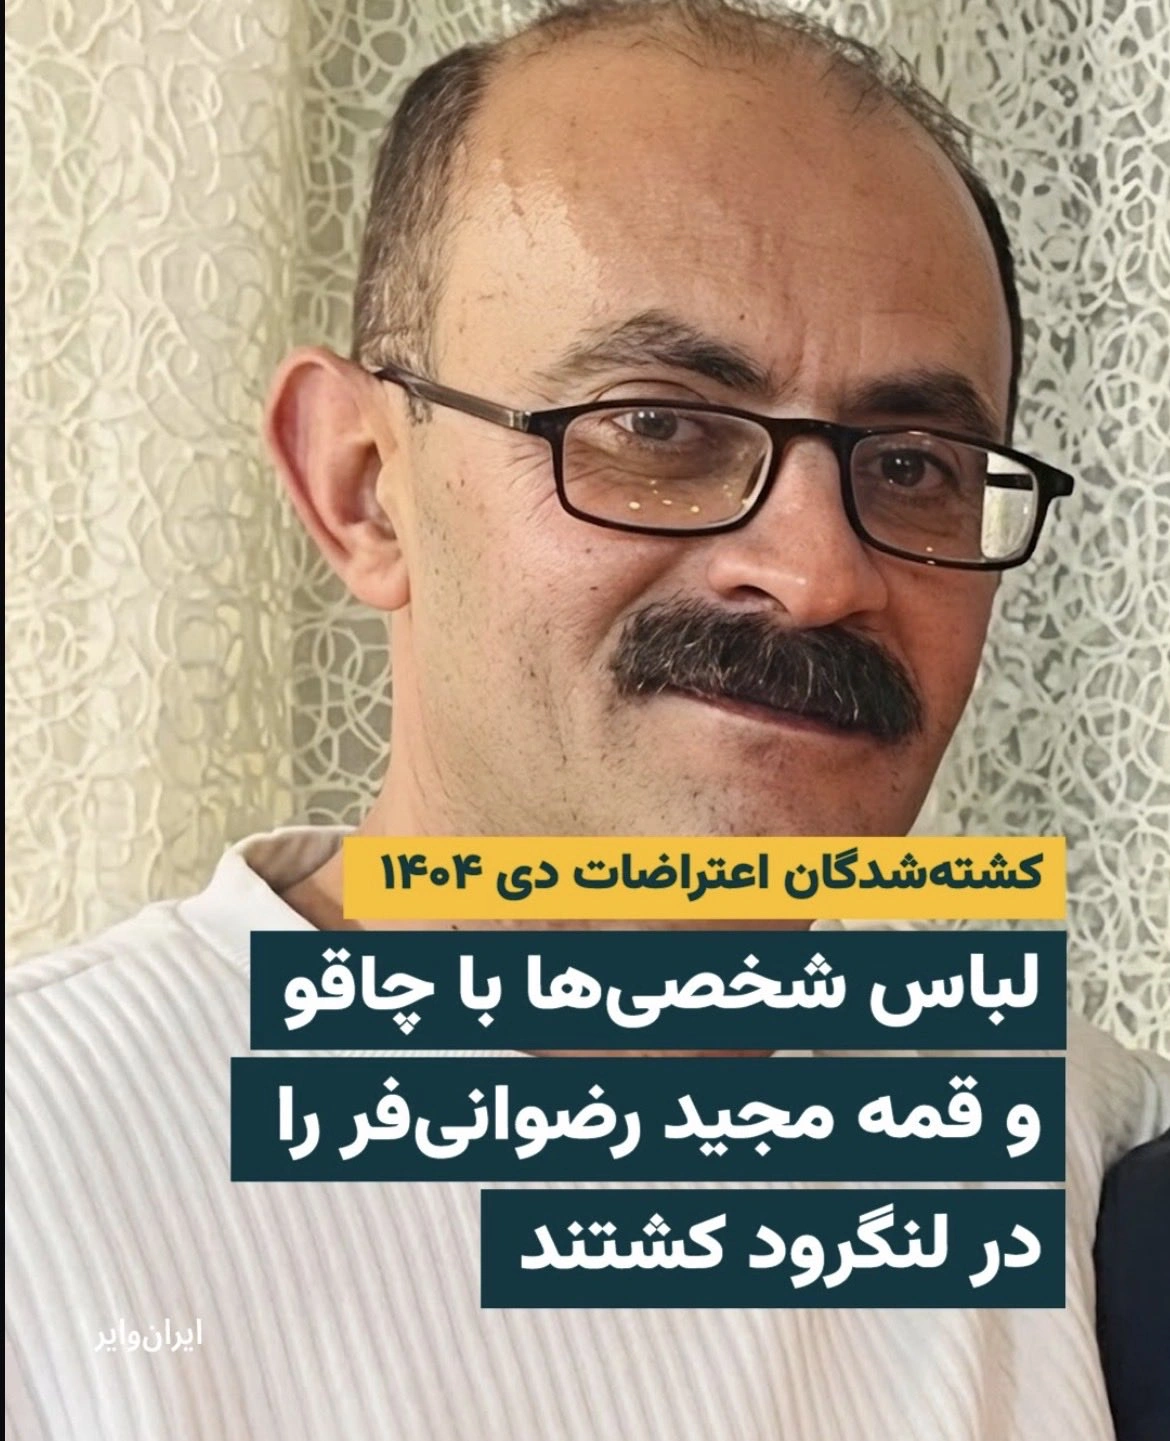 کشته‌شدگان اعتراضات دی ۱۴۰۴
لباس شخصی‌ها با چاقو
و قمه مجید رضوانی‌فر را
در لنگرود کشتند
ایران‌وایر